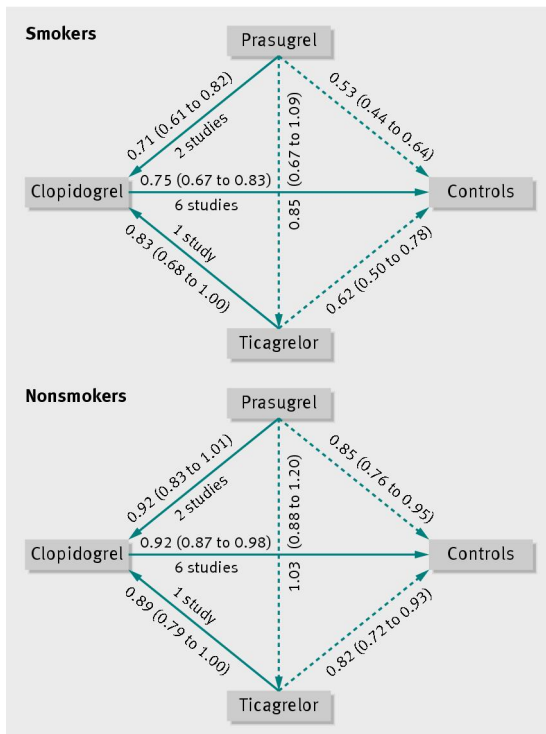 Smokers
Prasugrel
0.71 (0.61 to 0.82)
2 studies
0.53 (0.44 to 0.64)
0.85 (0.67 to 1.09)
Clopidogrel
0.75 (0.67 to 0.83)
6 studies
Controls
1 study
0.83 (0.68 to 1.00)
0.62 (0.50 to 0.78)
Ticagrelor
Nonsmokers
Prasugrel
0.92 (0.83 to 1.01)
2 studies
0.85 (0.76 to 0.95)
1.03 (0.88 to 1.20)
Clopidogrel
0.92 (0.87 to 0.98)
6 studies
Controls
1 study
0.89 (0.79 to 1.00)
0.82 (0.72 to 0.93)
Ticagrelor